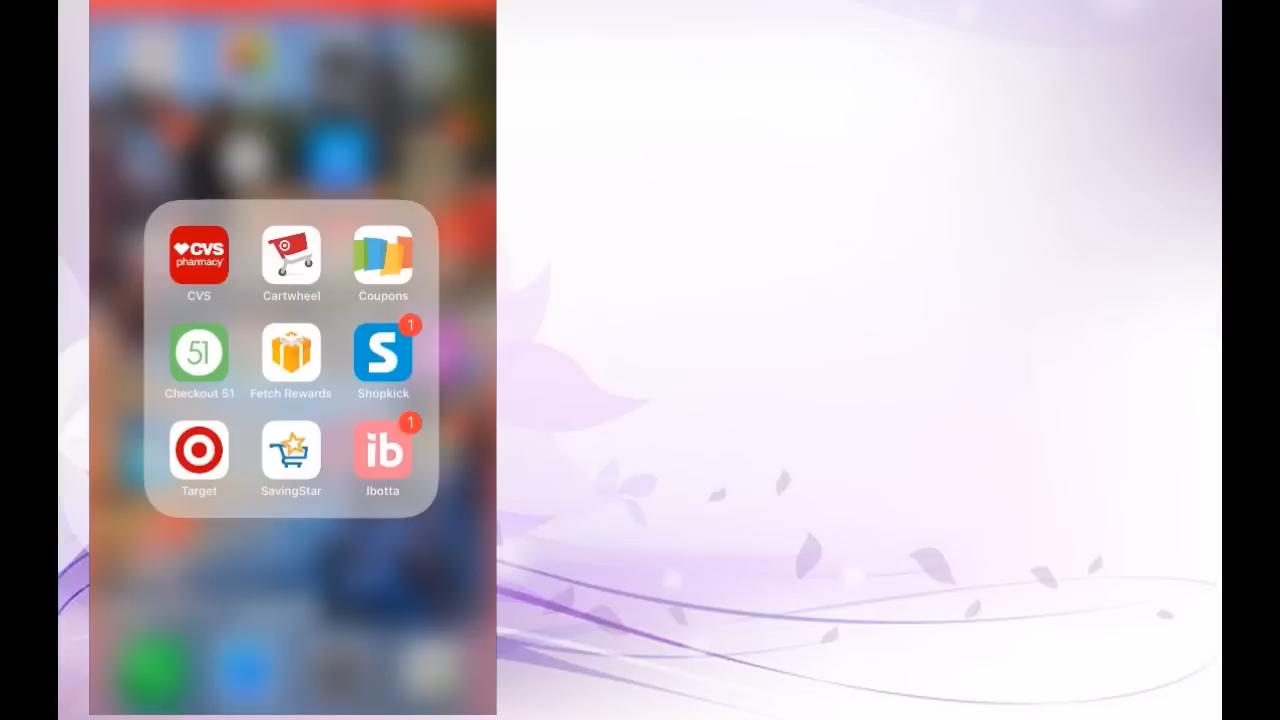 CVS pharmacy
CVS
Cartwheel
Coupons
51
1
Checkout 51
Fetch Rewards
Shopkick
1
ib
Target
SavingStar
Ibotta